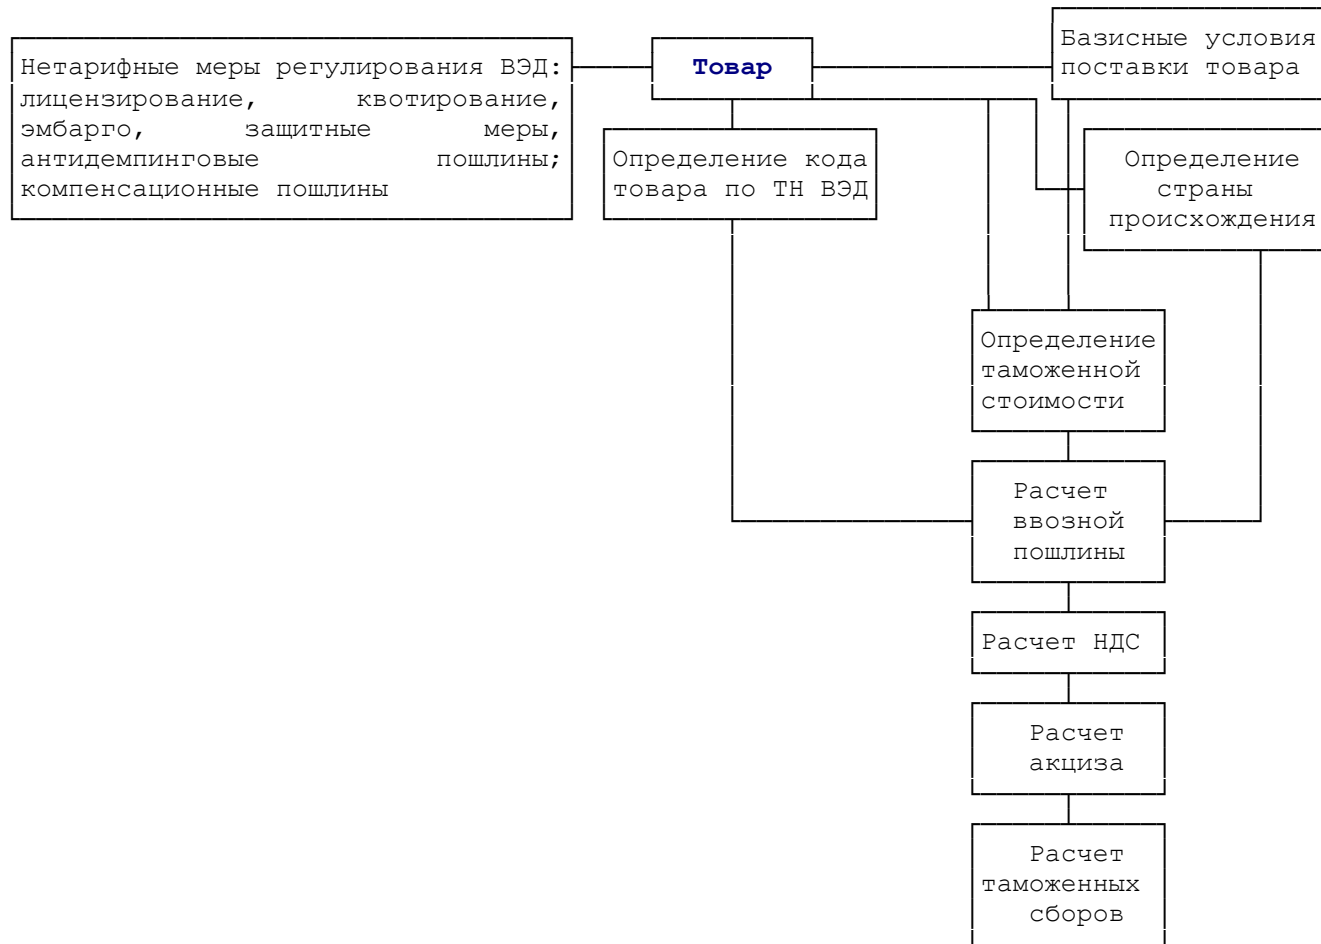 Базисные условия
поставки товара
Нетарифные меры регулирования ВЭД:
лицензирование, квотирование,
эмбарго, защитные меры,
антидемпинговые пошлины;
компенсационные пошлины
Товар
Определение кода
товара по ТН ВЭД
Определение
страны
происхождения
Определение
таможенной
стоимости
Расчет
ввозной
пошлины
Расчет НДС
Расчет
акциза
Расчет
таможенных
сборов